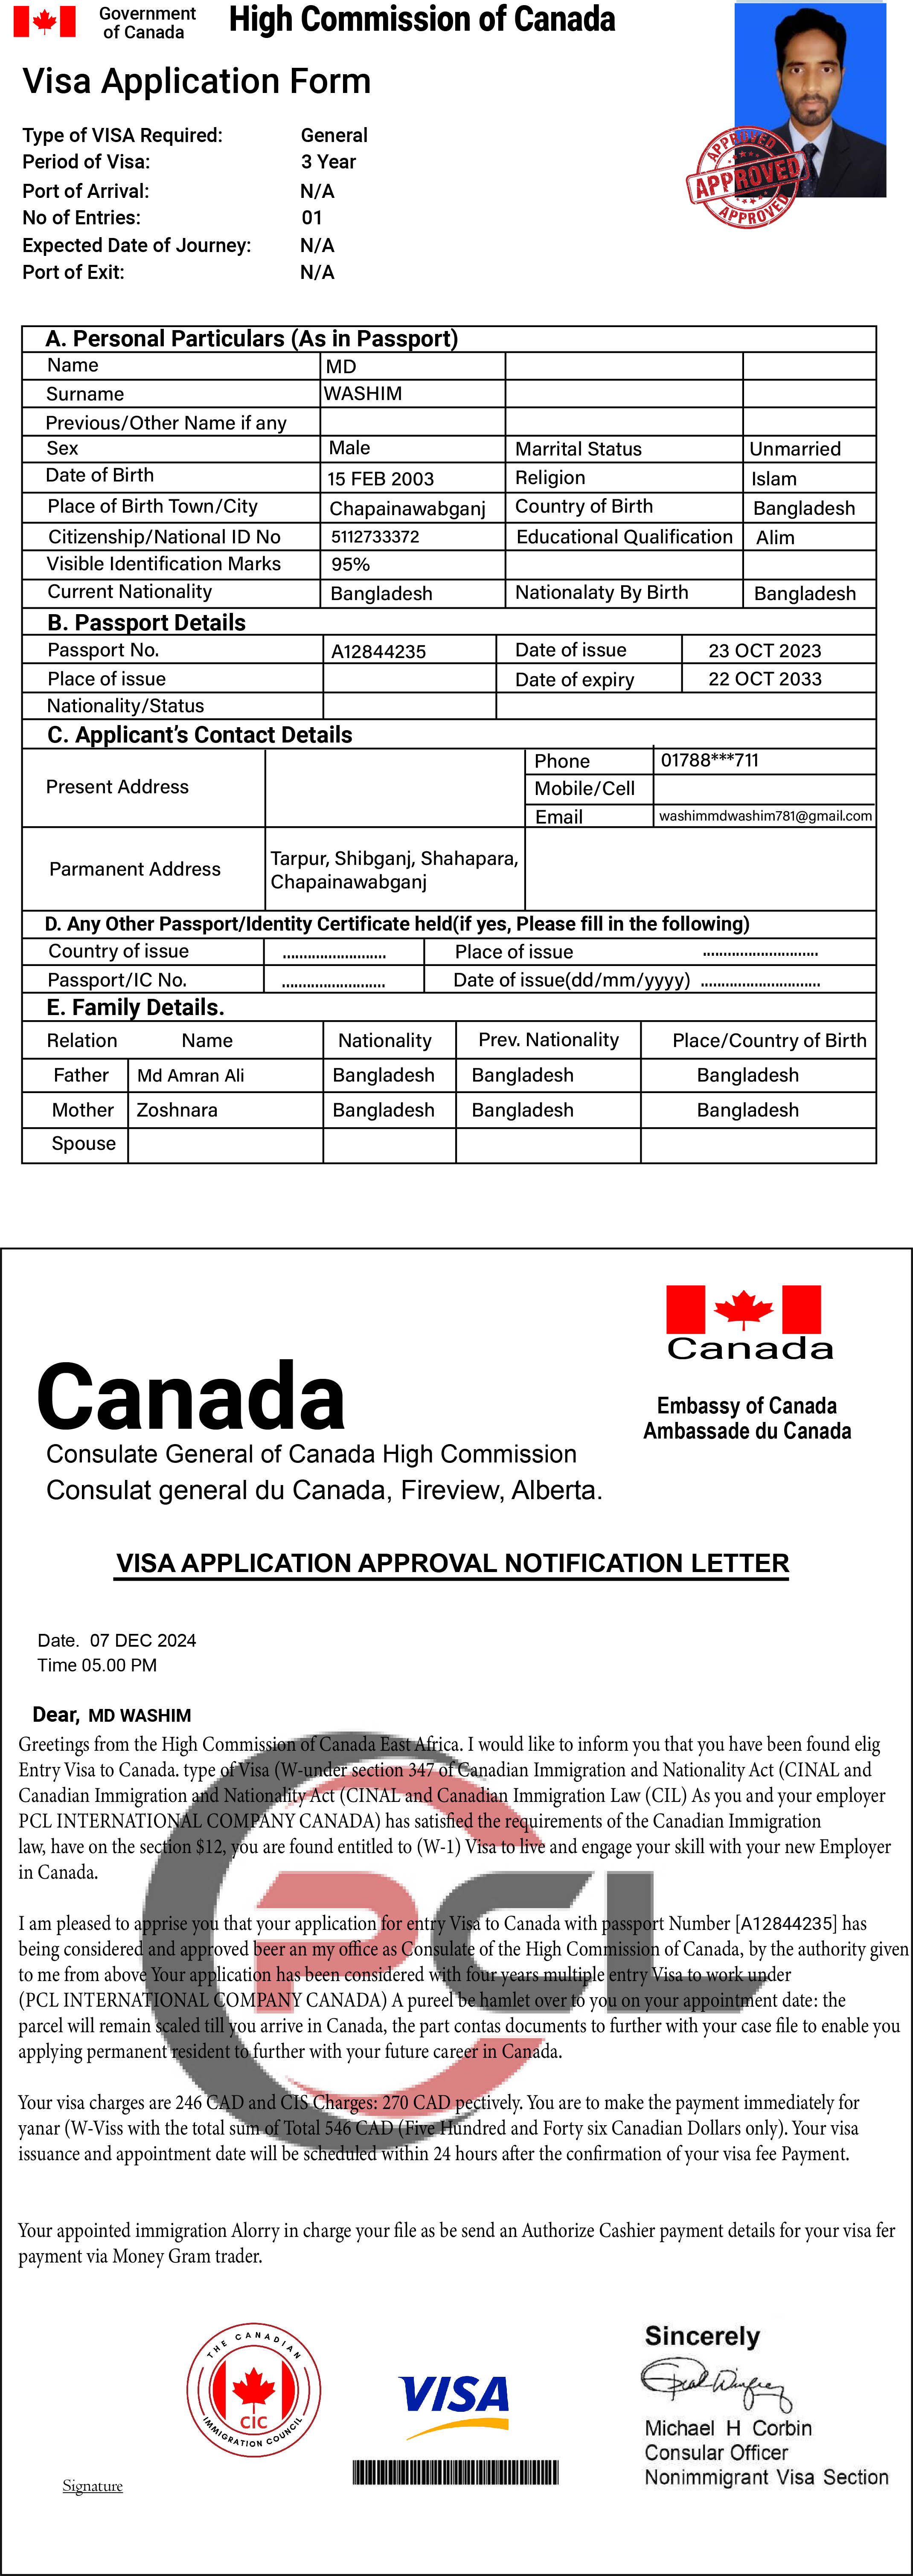 Government
of Canada
High Commission of Canada
Visa Application Form
Type of VISA Required: General
Period of Visa: 3 Year
Port of Arrival: N/A
No of Entries: 01
Expected Date of Journey: N/A
Port of Exit: N/A
APPROVED
APPROVED
APPROVED
A. Personal Particulars (As in Passport)
Name MD
Surname WASHIM
Previous/Other Name if any
Sex Male Marrital Status Unmarried
Date of Birth 15 FEB 2003 Religion Islam
Place of Birth Town/City Chapainawabganj Country of Birth Bangladesh
Citizenship/National ID No 5112733372 Educational Qualification Alim
Visible Identification Marks 95%
Current Nationality Bangladesh Nationalaty By Birth Bangladesh
B. Passport Details
Passport No. A12844235 Date of issue 23 OCT 2023
Place of issue Date of expiry 22 OCT 2033
Nationality/Status
C. Applicant's Contact Details
Present Address Phone 01788***711
Mobile/Cell
Email washimmdwashim781@gmail.com
Parmanent Address Tarpur, Shibganj, Shahapara,
Chapainawabganj
D. Any Other Passport/Identity Certificate held(if yes, Please fill in the following)
Country of issue ......................... Place of issue ............................
Passport/IC No. ......................... Date of issue(dd/mm/yyyy) .............................
E. Family Details.
Relation Name Nationality Prev. Nationality Place/Country of Birth
Father Md Amran Ali Bangladesh Bangladesh Bangladesh
Mother Zoshnara Bangladesh Bangladesh Bangladesh
Spouse
Canada
Embassy of Canada
Ambassade du Canada
Canada
Consulate General of Canada High Commission
Consulat general du Canada, Fireview, Alberta.
VISA APPLICATION APPROVAL NOTIFICATION LETTER
Date. 07 DEC 2024
Time 05.00 PM
Dear, MD WASHIM
Greetings from the High Commission of Canada East Africa. I would like to inform you that you have been found elig
Entry Visa to Canada. type of Visa (W-under section 347 of Canadian Immigration and Nationality Act (CINAL and
Canadian Immigration and Nationality Act (CINAL and Canadian Immigration Law (CIL) As you and your employer
PCL INTERNATIONAL COMPANY CANADA) has satisfied the requirements of the Canadian Immigration
law, have on the section $12, you are found entitled to (W-1) Visa to live and engage your skill with your new Employer
in Canada.
I am pleased to apprise you that your application for entry Visa to Canada with passport Number [A12844235] has
being considered and approved beer an my office as Consulate of the High Commission of Canada, by the authority given
to me from above Your application has been considered with four years multiple entry Visa to work under
(PCL INTERNATIONAL COMPANY CANADA) A pureel be hamlet over to you on your appointment date: the
parcel will remain scaled till you arrive in Canada, the part contas documents to further with your case file to enable you
applying permanent resident to further with your future career in Canada.
Your visa charges are 246 CAD and CIS Charges: 270 CAD pectively. You are to make the payment immediately for
yanar (W-Viss with the total sum of Total 546 CAD (Five Hundred and Forty six Canadian Dollars only). Your visa
issuance and appointment date will be scheduled within 24 hours after the confirmation of your visa fee Payment.
Your appointed immigration Alorry in charge your file as be send an Authorize Cashier payment details for your visa fer
payment via Money Gram trader.
PCL
THE CANADIAN
CIC
IMMIGRATION COUNCIL
VISA
Sincerely
Michael H Corbin
Consular Officer
Nonimmigrant Visa Section
Signature